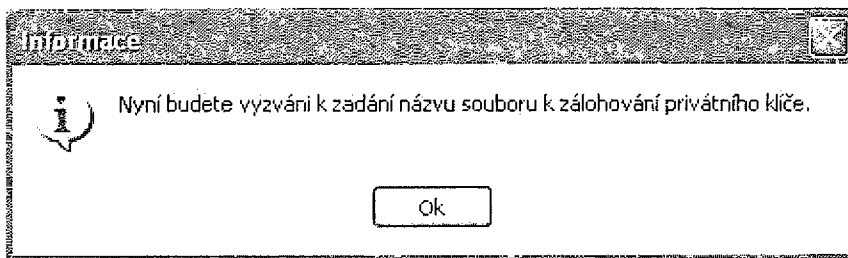 Informace
Nyní budete vyzváni k zadání názvu souboru k zálohování privátního klíče.
Ok